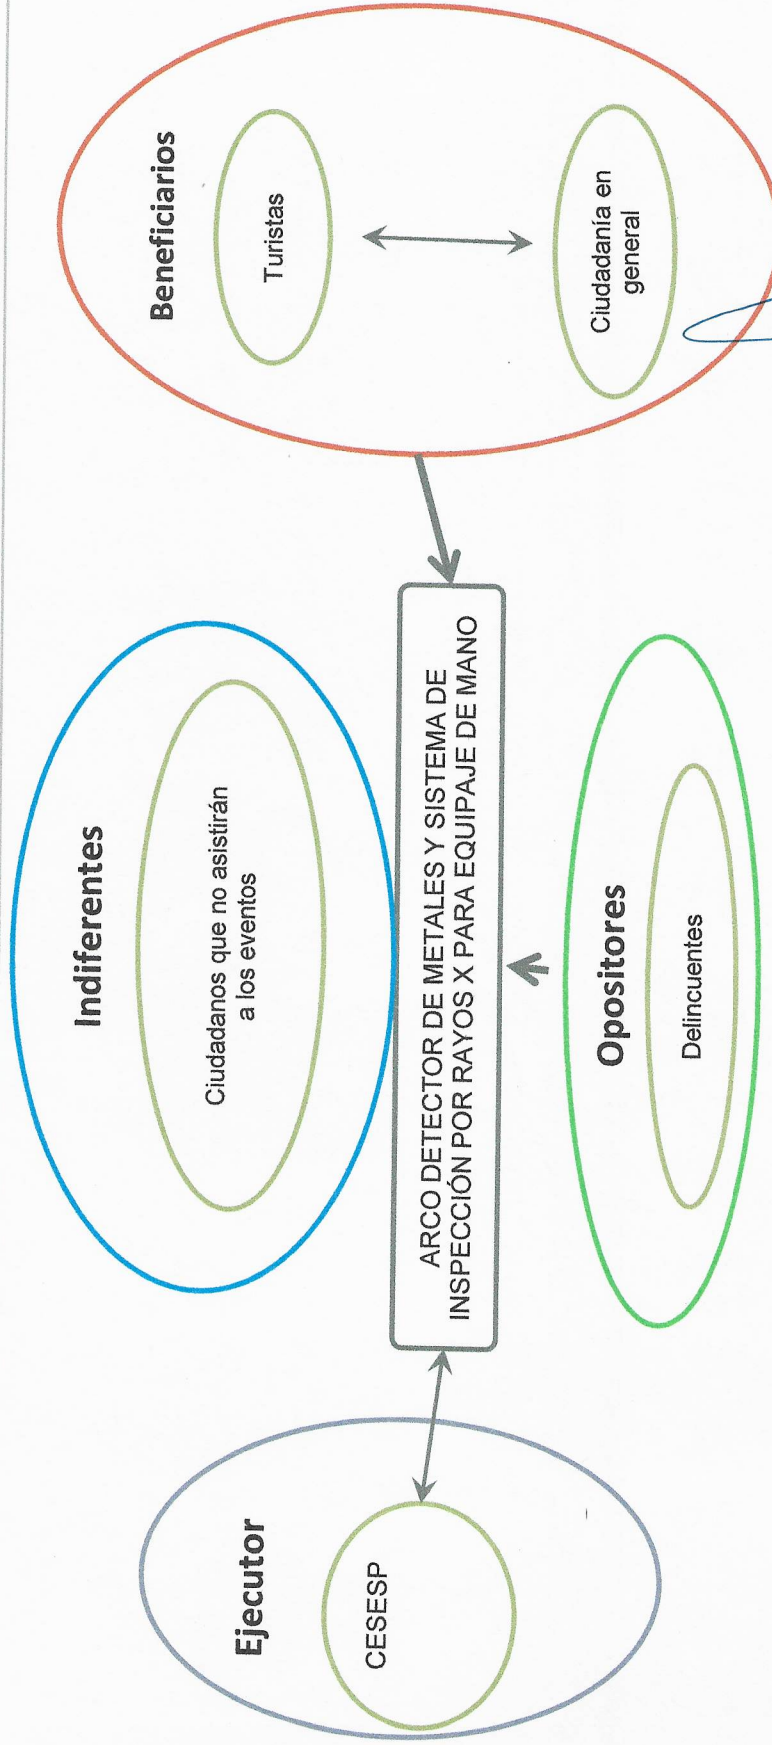 Ejecutor
CESESP
Indiferentes
Ciudadanos que no asistirán
a los eventos
ARCO DETECTOR DE METALES Y SISTEMA DE
INSPECCIÓN POR RAYOS X PARA EQUIPAJE DE MANO
Opositores
Delincuentes
Beneficiarios
Turistas
Ciudadanía en
general